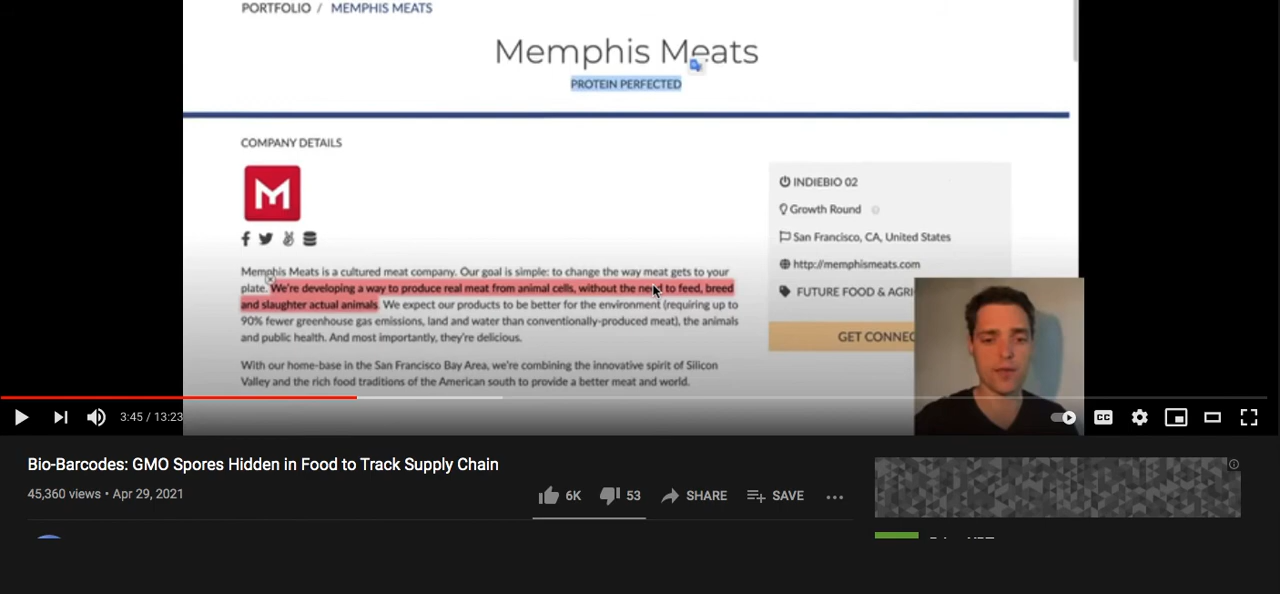 PORTFOLIO / MEMPHIS MEATS
Memphis Meats
PROTEIN PERFECTED
COMPANY DETAILS
M
INDIEBIO 02
Growth Round
San Francisco, CA, United States
http://memphismeats.com
FUTURE FOOD & AGRI
GET CONNEC
Memphis Meats is a cultured meat company. Our goal is simple: to change the way meat gets to your
plate. We're developing a way to produce real meat from animal cells, without the need to feed, breed
and slaughter actual animals. We expect our products to be better for the environment (requiring up to
90% fewer greenhouse gas emissions, land and water than conventionally-produced meat), the animals
and public health. And most importantly, they're delicious.
With our home-base in the San Francisco Bay Area, we're combining the innovative spirit of Silicon
Valley and the rich food traditions of the American south to provide a better meat and world.
3:45 / 13:23
CC
Bio-Barcodes: GMO Spores Hidden in Food to Track Supply Chain
45,360 views • Apr 29, 2021
6K 53 SHARE SAVE